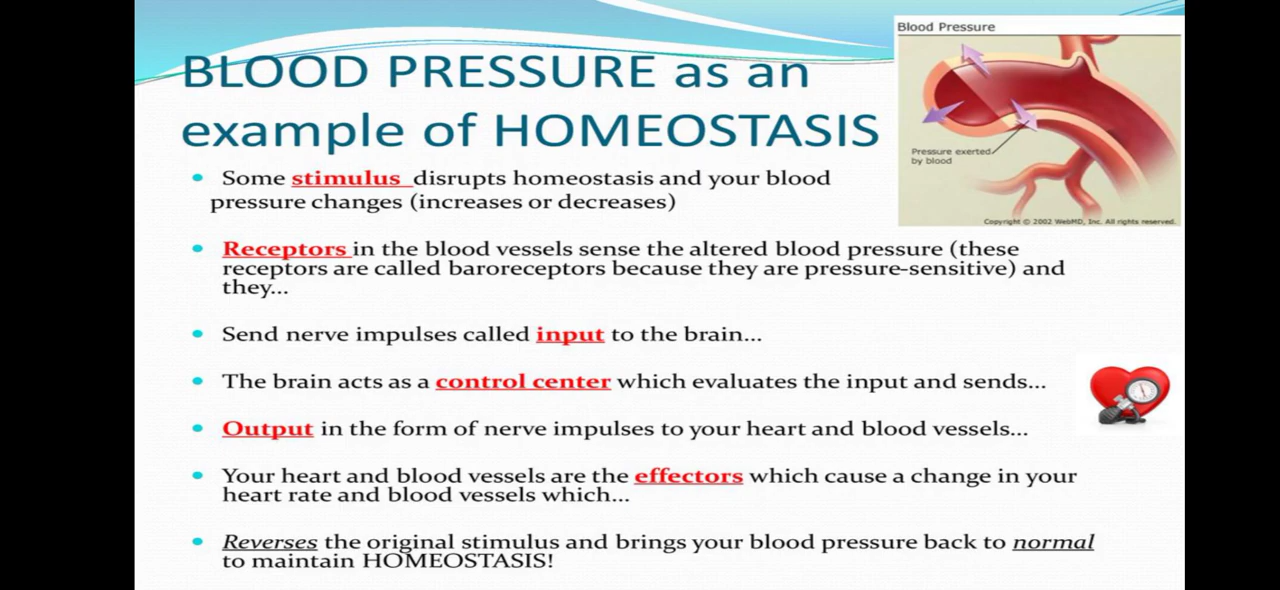 BLOOD PRESSURE as an
example of HOMEOSTASIS
Blood Pressure
Pressure exerted
by blood
Copyright © 2002 WebMD, Inc. All rights reserved.
• Some stimulus disrupts homeostasis and your blood
pressure changes (increases or decreases)
• Receptors in the blood vessels sense the altered blood pressure (these
receptors are called baroreceptors because they are pressure-sensitive) and
they...
• Send nerve impulses called input to the brain...
• The brain acts as a control center which evaluates the input and sends...
• Output in the form of nerve impulses to your heart and blood vessels...
• Your heart and blood vessels are the effectors which cause a change in your
heart rate and blood vessels which...
• Reverses the original stimulus and brings your blood pressure back to normal
to maintain HOMEOSTASIS!